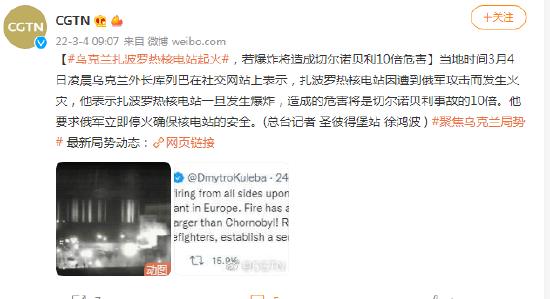 CGTN
CGTN
+关注
22-3-4 09:07 来自 微博 weibo.com
【#乌克兰扎波罗热核电站起火#，若爆炸将造成切尔诺贝利10倍危害】当地时间3月4
日凌晨乌克兰外长库列巴在社交网站上表示，扎波罗热核电站因遭到俄军攻击而发生火
灾，他表示扎波罗热核电站一旦发生爆炸，造成的危害将是切尔诺贝利事故的10倍。他
要求俄军立即停火确保核电站的安全。(总台记者 圣彼得堡站 徐鸿波) #聚焦乌克兰局势
# 最新局势动态：网页链接
@DmytroKuleba - 24
firing from all sides upon
ant in Europe. Fire has a
arger than Chornobyl! R
efighters, establish a se
15.9%
@CGTN
动图